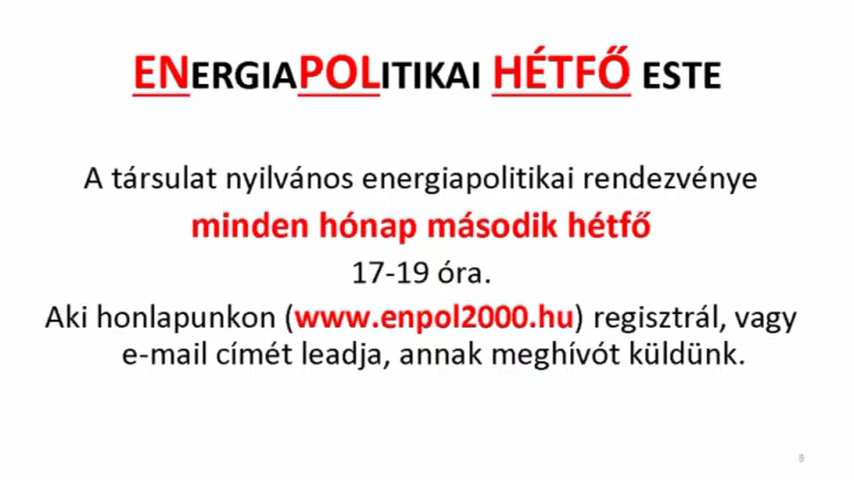 ENERGIAPOLITIKAI HÉTFŐ ESTE
A társulat nyilvános energiapolitikai rendezvénye
minden hónap második hétfő
17-19 óra.
Aki honlapunkon (www.enpol2000.hu) regisztrál, vagy
e-mail címét leadja, annak meghívót küldünk.